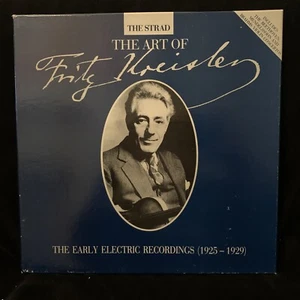 THE STRAD
THE ART OF
Fritz Kreisler
THE EARLY ELECTRIC RECORDINGS (1925–1929)